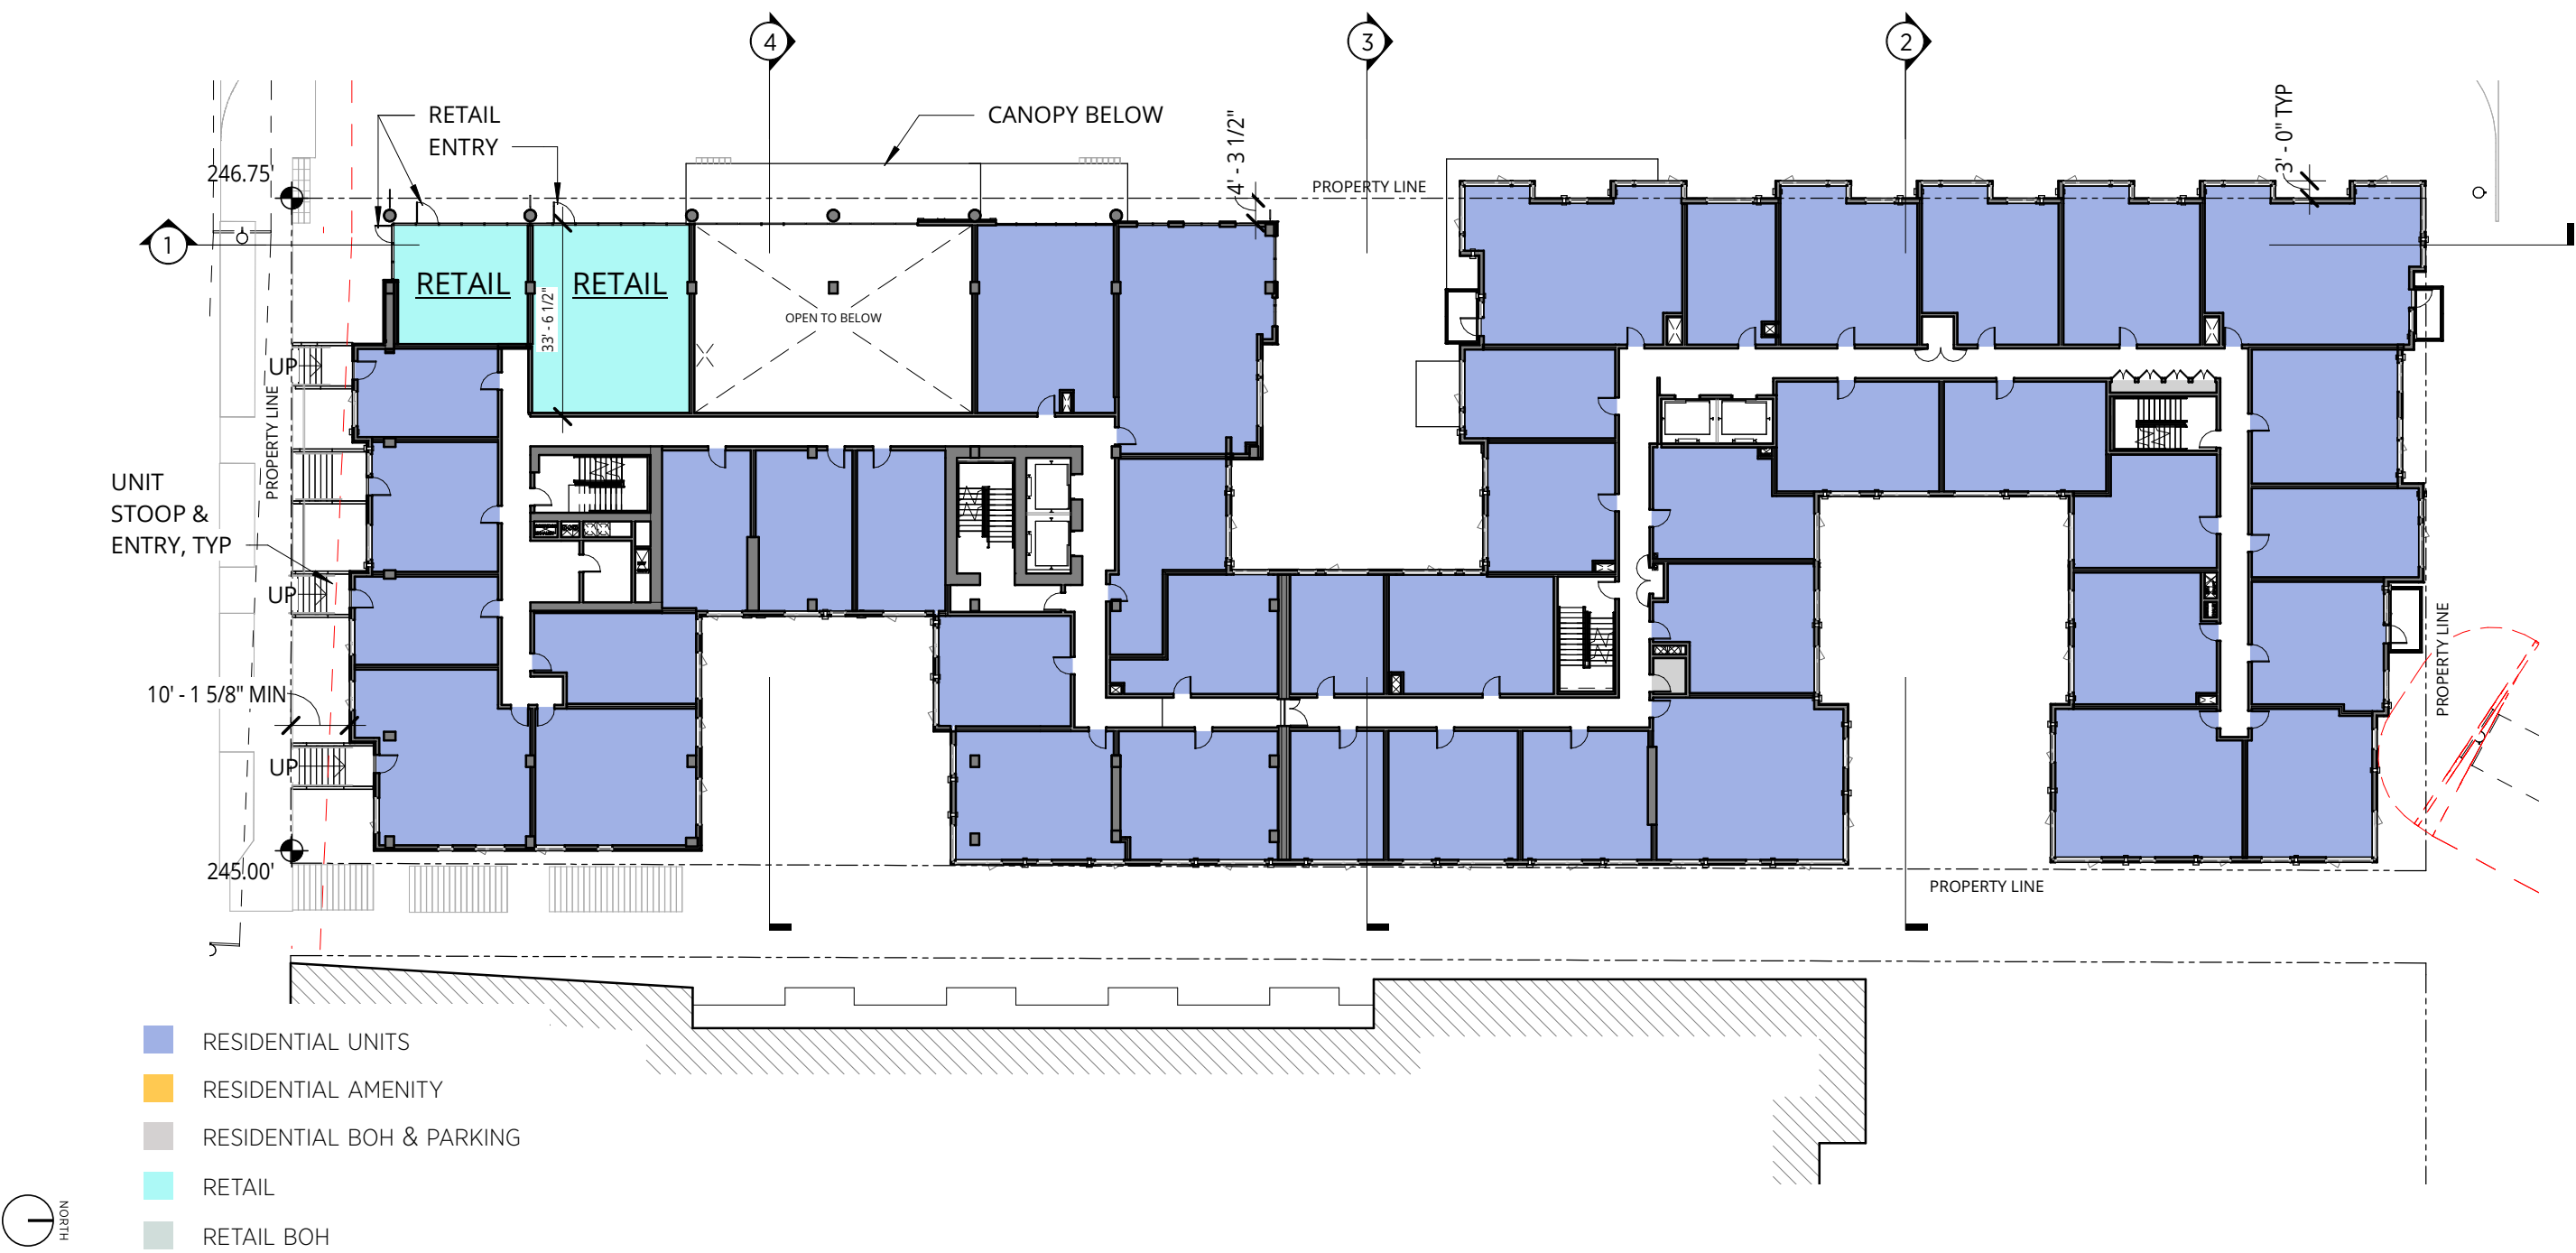 4
3
2
RETAIL
ENTRY
CANOPY BELOW
4' - 3 1/2"
3' - 0" TYP
246.75'
PROPERTY LINE
1
RETAIL
RETAIL
33' - 6 1/2"
OPEN TO BELOW
UP
PROPERTY LINE
UNIT
STOOP &
ENTRY, TYP
UP
10' - 1 5/8" MIN
UP
PROPERTY LINE
245.00'
PROPERTY LINE
RESIDENTIAL UNITS
RESIDENTIAL AMENITY
RESIDENTIAL BOH & PARKING
RETAIL
RETAIL BOH
NORTH